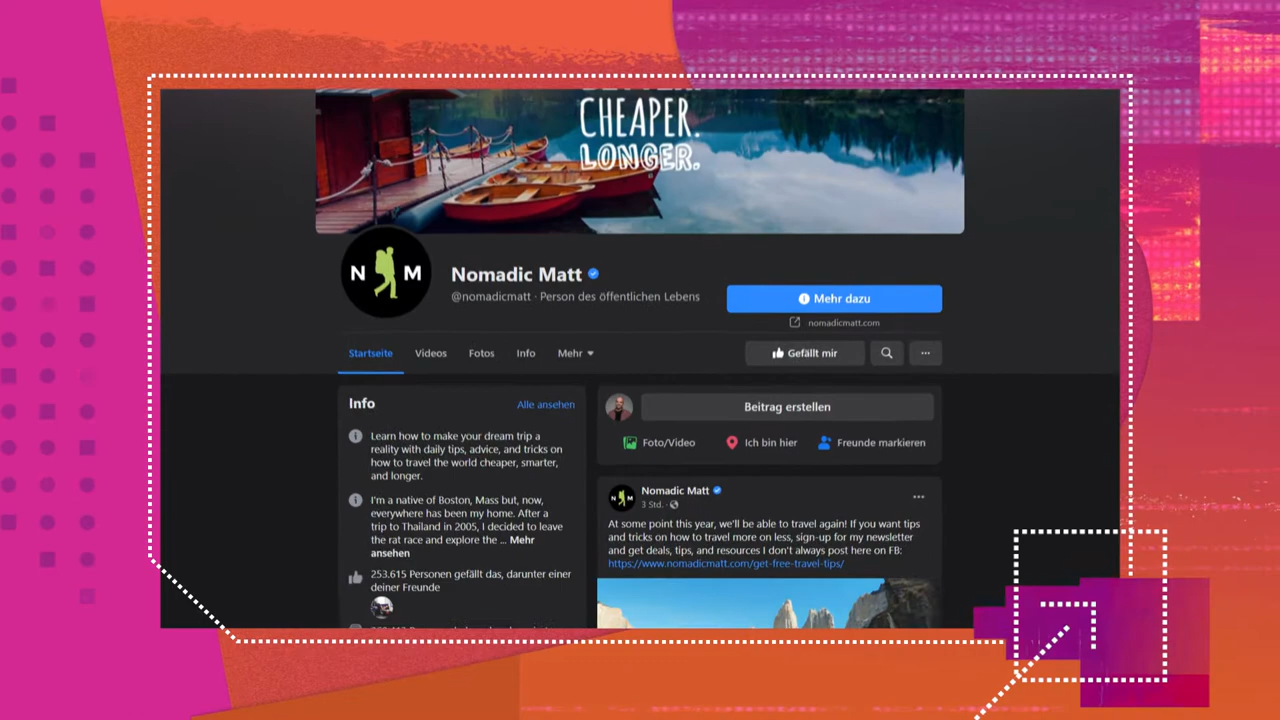 CHEAPER.
LONGER.
N M
Nomadic Matt
@nomadicmatt · Person des öffentlichen Lebens
Mehr dazu
nomadicmatt.com
Startseite Videos Fotos Info Mehr
Gefällt mir
Info
Alle ansehen
Learn how to make your dream trip a
reality with daily tips, advice, and tricks on
how to travel the world cheaper, smarter,
and longer.
I'm a native of Boston, Mass but, now,
everywhere has been my home. After a
trip to Thailand in 2005, I decided to leave
the rat race and explore the ... Mehr
ansehen
253.615 Personen gefällt das, darunter einer
deiner Freunde
Beitrag erstellen
Foto/Video
Ich bin hier
Freunde markieren
N M
Nomadic Matt
3 Std. ·
At some point this year, we'll be able to travel again! If you want tips
and tricks on how to travel more on less, sign-up for my newsletter
and get deals, tips, and resources I don't always post here on FB:
https://www.nomadicmatt.com/get-free-travel-tips/